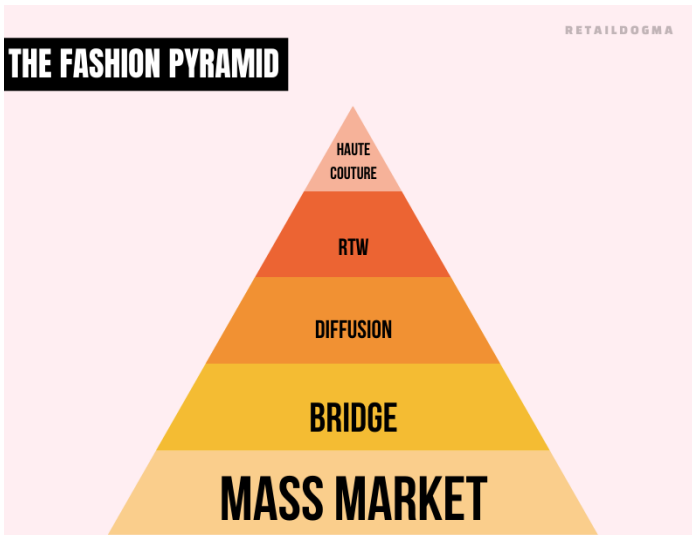 RETAILDOGMA
THE FASHION PYRAMID
HAUTE
COUTURE
RTW
DIFFUSION
BRIDGE
MASS MARKET